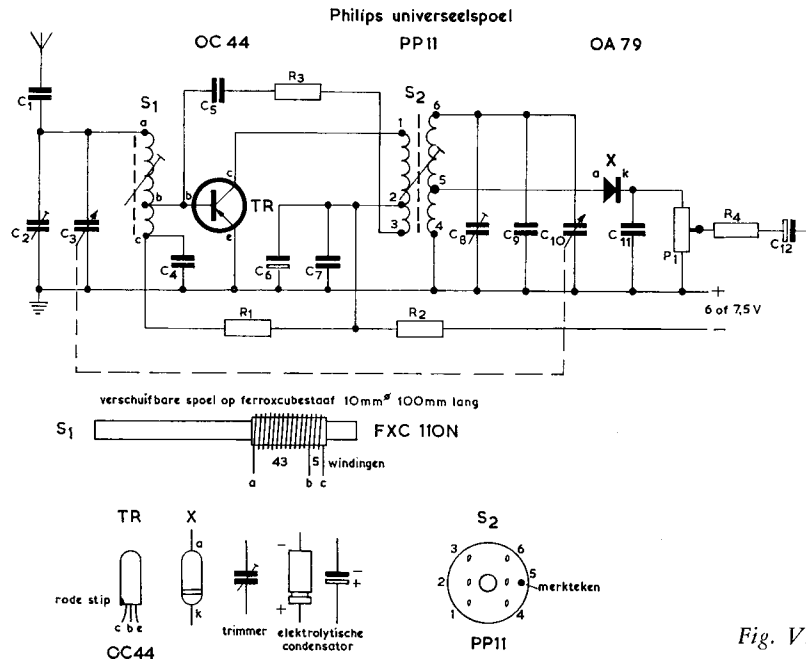 Philips universeelspoel
OC 44 PP11 OA 79
C1
S1
a
b
c
C2
C3
C4
C5
R3
b
c
e
TR
C6
C7
S2
1
2
3
6
5
4
C8
C9
C10
X
a
k
C11
P1
R4
C12
+
6 of 7,5 V
−
R1
R2
verschuifbare spoel op ferroxcubestaaf 10mmø 100mm lang
S1
FXC 110N
43
5
windingen
a
b
c
TR
rode stip
c b e
OC44
X
a
k
trimmer
−
+
elektrolytische
condensator
−
+
S2
3
2
1
6
5
4
merkteken
PP11
Fig. V